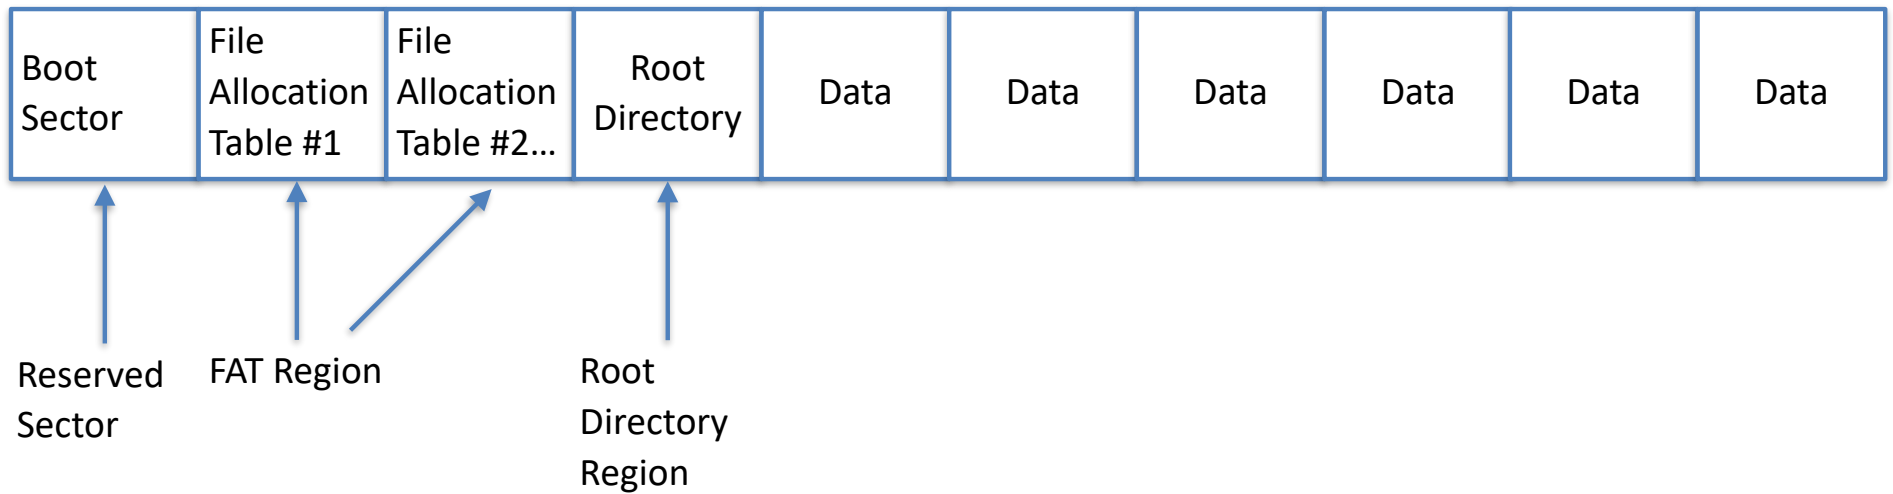 Boot
Sector
File
Allocation
Table #1
File
Allocation
Table #2…
Root
Directory
Data
Data
Data
Data
Data
Data
Reserved
Sector
FAT Region
Root
Directory
Region